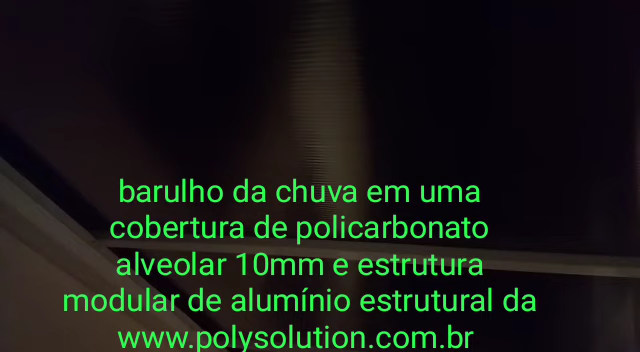 barulho da chuva em uma
cobertura de policarbonato
alveolar 10mm e estrutura
modular de alumínio estrutural da
www.polysolution.com.br